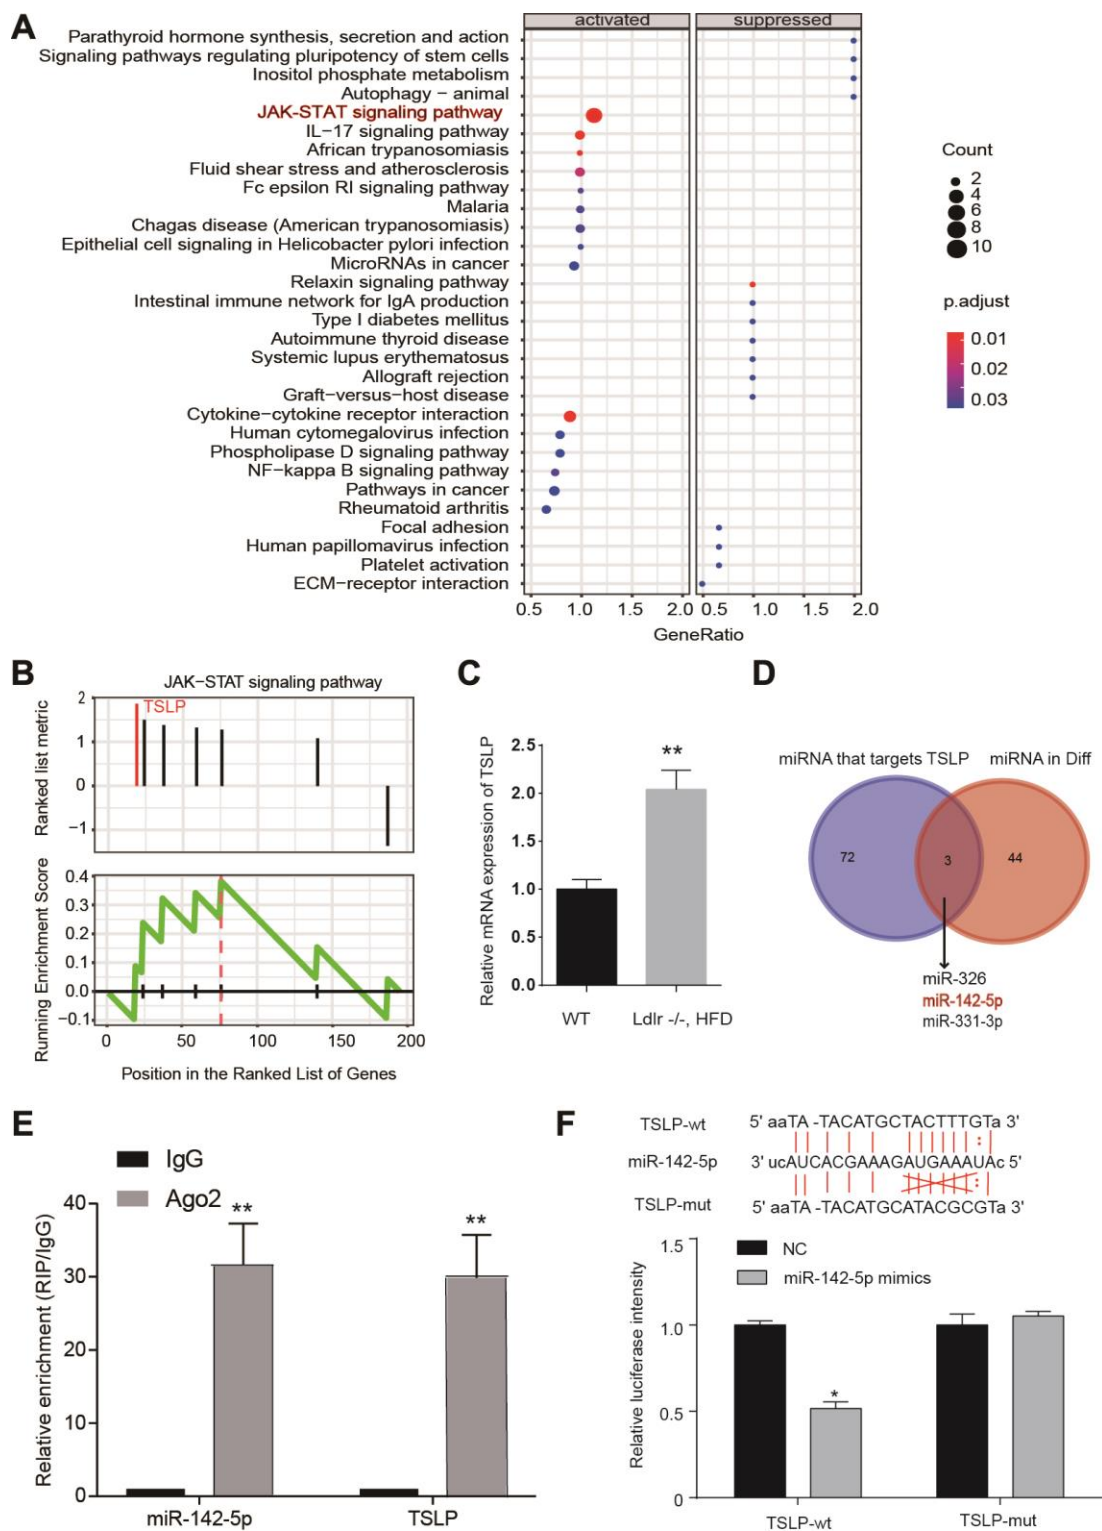 A
activated suppressed
Parathyroid hormone synthesis, secretion and action
Signaling pathways regulating pluripotency of stem cells
Inositol phosphate metabolism
Autophagy − animal
JAK-STAT signaling pathway
IL−17 signaling pathway
African trypanosomiasis
Fluid shear stress and atherosclerosis
Fc epsilon RI signaling pathway
Malaria
Chagas disease (American trypanosomiasis)
Epithelial cell signaling in Helicobacter pylori infection
MicroRNAs in cancer
Relaxin signaling pathway
Intestinal immune network for IgA production
Type I diabetes mellitus
Autoimmune thyroid disease
Systemic lupus erythematosus
Allograft rejection
Graft−versus−host disease
Cytokine−cytokine receptor interaction
Human cytomegalovirus infection
Phospholipase D signaling pathway
NF−kappa B signaling pathway
Pathways in cancer
Rheumatoid arthritis
Focal adhesion
Human papillomavirus infection
Platelet activation
ECM−receptor interaction
0.5 1.0 1.5 2.0 0.5 1.0 1.5 2.0
GeneRatio
Count
2
4
6
8
10
p.adjust
0.01
0.02
0.03
B
JAK−STAT signaling pathway
TSLP
Ranked list metric
2
1
0
−1
Running Enrichment Score
0.4
0.3
0.2
0.1
0.0
−0.1
0 50 100 150 200
Position in the Ranked List of Genes
C
Relative mRNA expression of TSLP
2.5
2.0
1.5
1.0
0.5
0.0
**
WT Ldlr -/-, HFD
D
miRNA that targets TSLP miRNA in Diff
72 3 44
miR-326
miR-142-5p
miR-331-3p
E
IgG
Ago2
Relative enrichment (RIP/IgG)
40
30
20
10
0
** **
miR-142-5p TSLP
F
TSLP-wt 5' aaTA -TACATGCTACTTTGTa 3'
miR-142-5p 3' ucAUCACGAAAGAUGAAAUAc 5'
TSLP-mut 5' aaTA -TACATGCATACGCGTa 3'
NC
miR-142-5p mimics
Relative luciferase intensity
1.5
1.0
0.5
0
*
TSLP-wt TSLP-mut